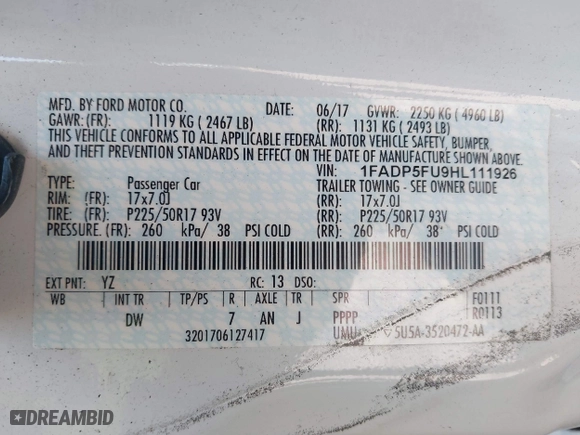 MFD. BY FORD MOTOR CO. 06/17 GVWR: 2250 KG ( 4960 LB)
GAWR: (FR): 1119 KG ( 2467 LB) (RR): 1131 KG ( 2493 LB)
THIS VEHICLE CONFORMS TO ALL APPLICABLE FEDERAL MOTOR VEHICLE SAFETY, BUMPER,
AND THEFT PREVENTION STANDARDS IN EFFECT ON THE DATE OF MANUFACTURE SHOWN ABOVE.
VIN: 1FADP5FU9HL111926
TYPE: Passenger Car TRAILER TOWING - SEE OWNER GUIDE
RIM: (FR): 17x7.0J (RR): 17x7.0J
TIRE: (FR): P225/50R17 93V (RR): P225/50R17 93V
PRESSURE: (FR): 260 kPa/ 38 PSI COLD (RR): 260 kPa/ 38 PSI COLD
EXT PNT: YZ RC: 13 DSO:
WB INT TR TP/PS R AXLE TR SPR F0111
DW 7 AN J PPPP R0113
3201706127417 UMU 5U5A-3520472-AA
DREAMBID